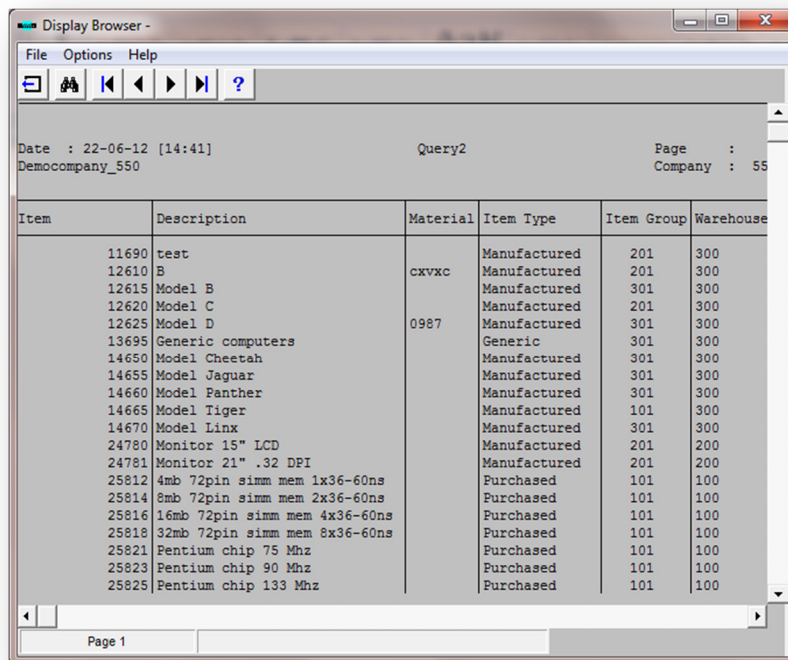 Display Browser -
File Options Help
?
Date : 22-06-12 [14:41] Query2 Page :
Democompany_550 Company : 55
Item Description Material Item Type Item Group Warehouse
11690 test Manufactured 201 300
12610 B cxvxc Manufactured 201 300
12615 Model B Manufactured 301 300
12620 Model C Manufactured 201 300
12625 Model D 0987 Manufactured 301 300
13695 Generic computers Generic 301 300
14650 Model Cheetah Manufactured 301 300
14655 Model Jaguar Manufactured 301 300
14660 Model Panther Manufactured 301 300
14665 Model Tiger Manufactured 101 300
14670 Model Linx Manufactured 301 300
24780 Monitor 15" LCD Manufactured 201 200
24781 Monitor 21" .32 DPI Manufactured 201 200
25812 4mb 72pin simm mem 1x36-60ns Purchased 101 100
25814 8mb 72pin simm mem 2x36-60ns Purchased 101 100
25816 16mb 72pin simm mem 4x36-60ns Purchased 101 100
25818 32mb 72pin simm mem 8x36-60ns Purchased 101 100
25821 Pentium chip 75 Mhz Purchased 101 100
25823 Pentium chip 90 Mhz Purchased 101 100
25825 Pentium chip 133 Mhz Purchased 101 100
Page 1